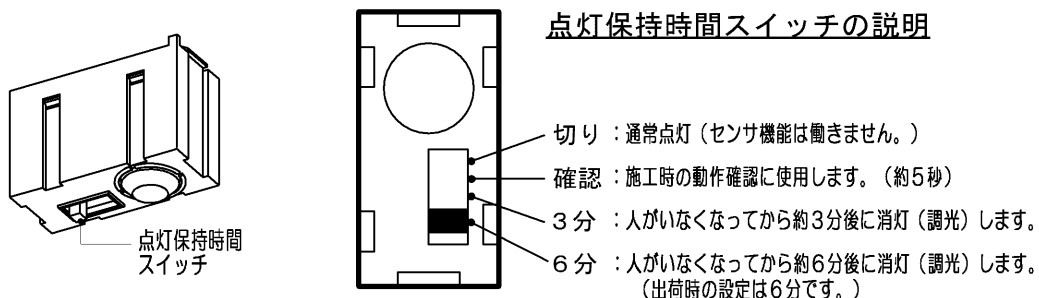 点灯保持時間スイッチの説明
切り：通常点灯（センサ機能は働きません。）
確認：施工時の動作確認に使用します。（約5秒）
3分：人がいなくなってから約3分後に消灯（調光）します。
6分：人がいなくなってから約6分後に消灯（調光）します。
（出荷時の設定は6分です。）
点灯保持時間
スイッチ